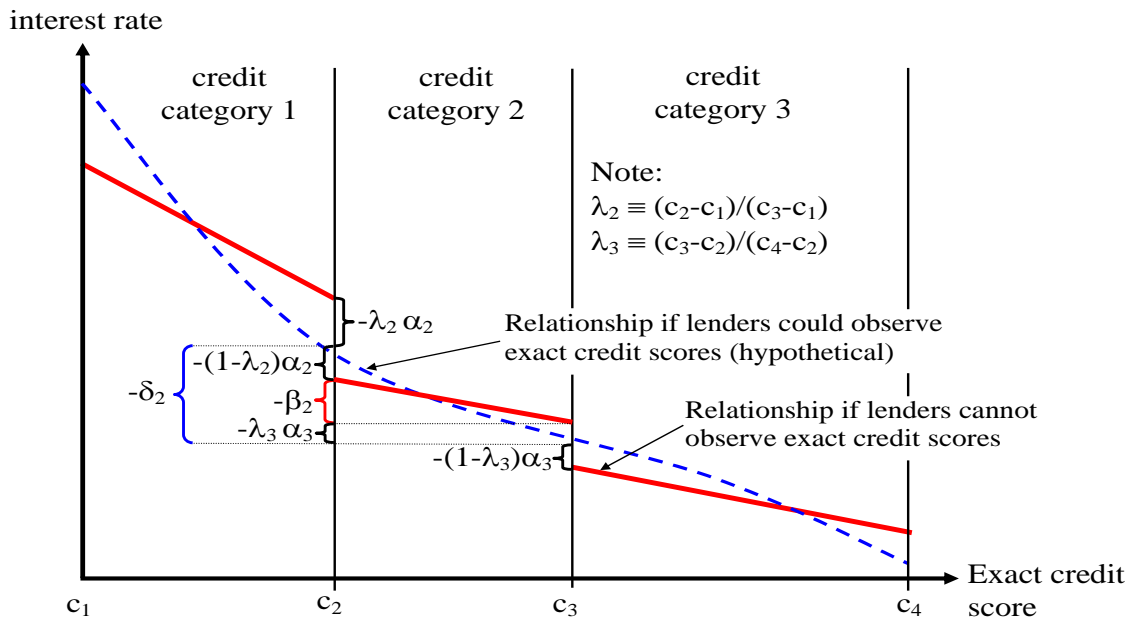 interest rate
credit
category 1
credit
category 2
credit
category 3
Note:
λ₂ ≡ (c₂-c₁)/(c₃-c₁)
λ₃ ≡ (c₃-c₂)/(c₄-c₂)
-λ₂ α₂
Relationship if lenders could observe
exact credit scores (hypothetical)
-(1-λ₂)α₂
-δ₂
-β₂
-λ₃ α₃
Relationship if lenders cannot
observe exact credit scores
-(1-λ₃)α₃
c₁
c₂
c₃
c₄
Exact credit
score